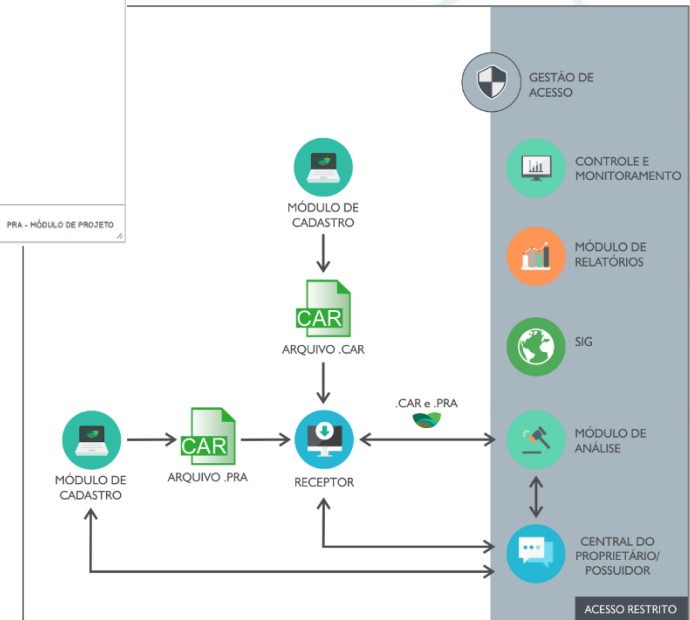 GESTÃO DE
ACESSO
CONTROLE E
MONITORAMENTO
MÓDULO DE
CADASTRO
PRA - MÓDULO DE PROJETO
MÓDULO DE
RELATÓRIOS
CAR
ARQUIVO .CAR
SIG
.CAR e .PRA
CAR
MÓDULO DE
ANÁLISE
MÓDULO DE
CADASTRO
ARQUIVO .PRA
RECEPTOR
CENTRAL DO
PROPRIETÁRIO/
POSSUIDOR
ACESSO RESTRITO